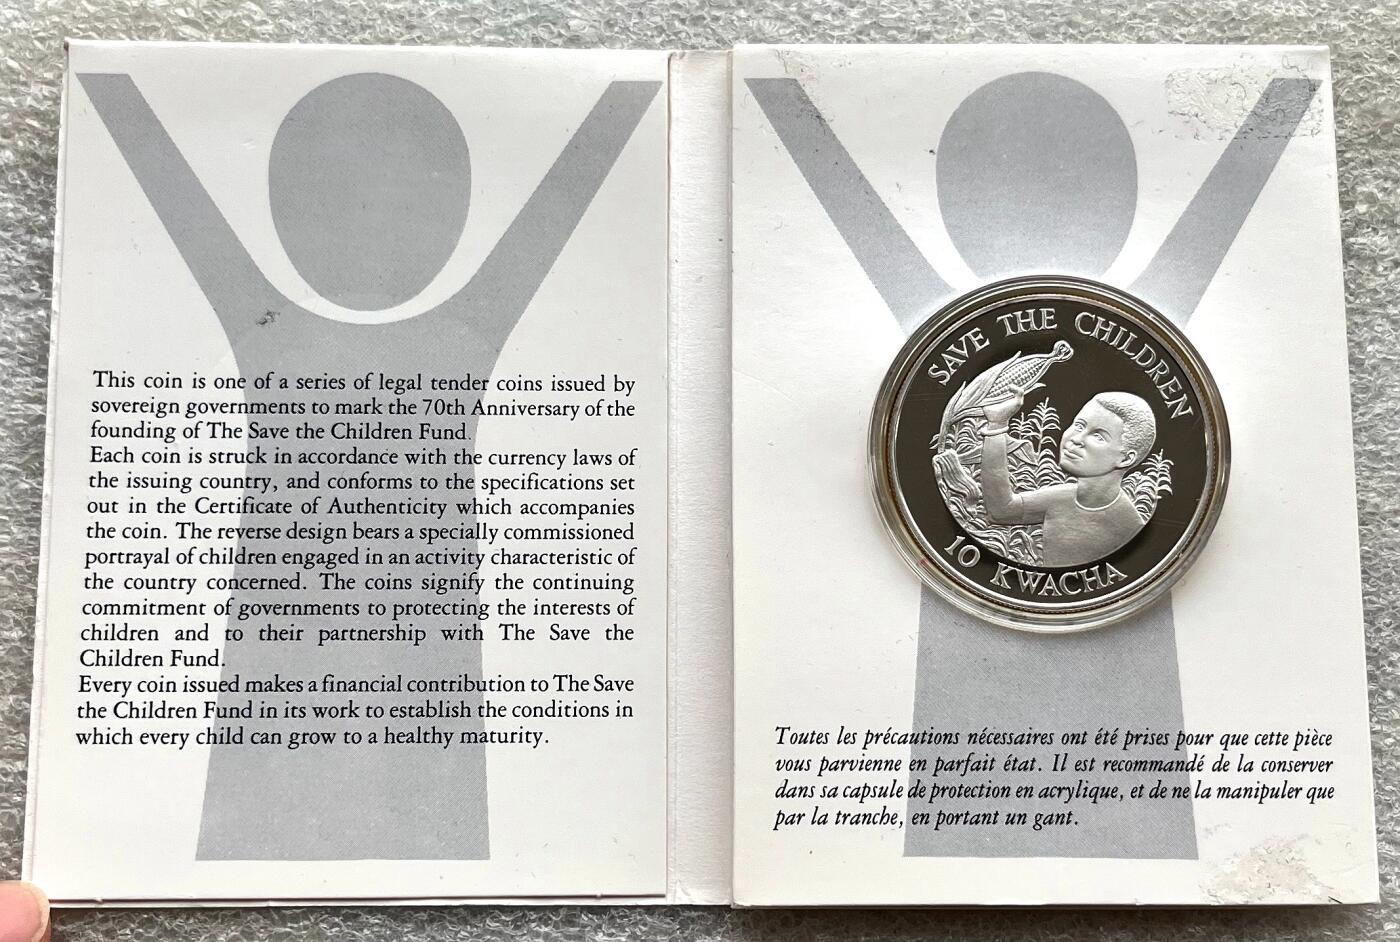 This coin is one of a series of legal tender coins issued by
sovereign governments to mark the 70th Anniversary of the
founding of The Save the Children Fund.
Each coin is struck in accordance with the currency laws of
the issuing country, and conforms to the specifications set
out in the Certificate of Authenticity which accompanies
the coin. The reverse design bears a specially commissioned
portrayal of children engaged in an activity characteristic of
the country concerned. The coins signify the continuing
commitment of governments to protecting the interests of
children and to their partnership with The Save the
Children Fund.
Every coin issued makes a financial contribution to The Save
the Children Fund in its work to establish the conditions in
which every child can grow to a healthy maturity.
SAVE THE CHILDREN
10 KWACHA
Toutes les précautions nécessaires ont été prises pour que cette pièce
vous parvienne en parfait état. Il est recommandé de la conserver
dans sa capsule de protection en acrylique, et de ne la manipuler que
par la tranche, en portant un gant.